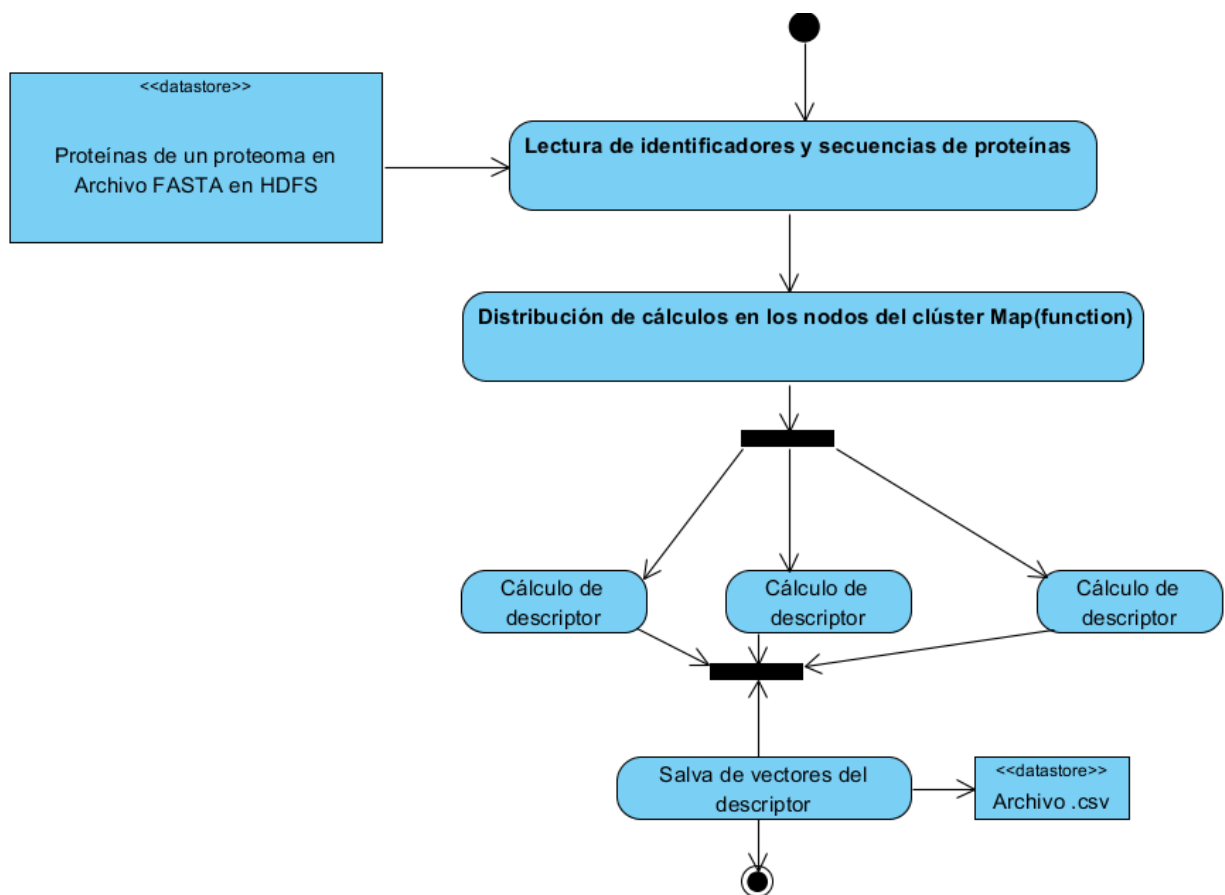 <<datastore>>
Proteínas de un proteoma en
Archivo FASTA en HDFS
Lectura de identificadores y secuencias de proteínas
Distribución de cálculos en los nodos del clúster Map(function)
Cálculo de
descriptor
Cálculo de
descriptor
Cálculo de
descriptor
Salva de vectores del
descriptor
<<datastore>>
Archivo .csv